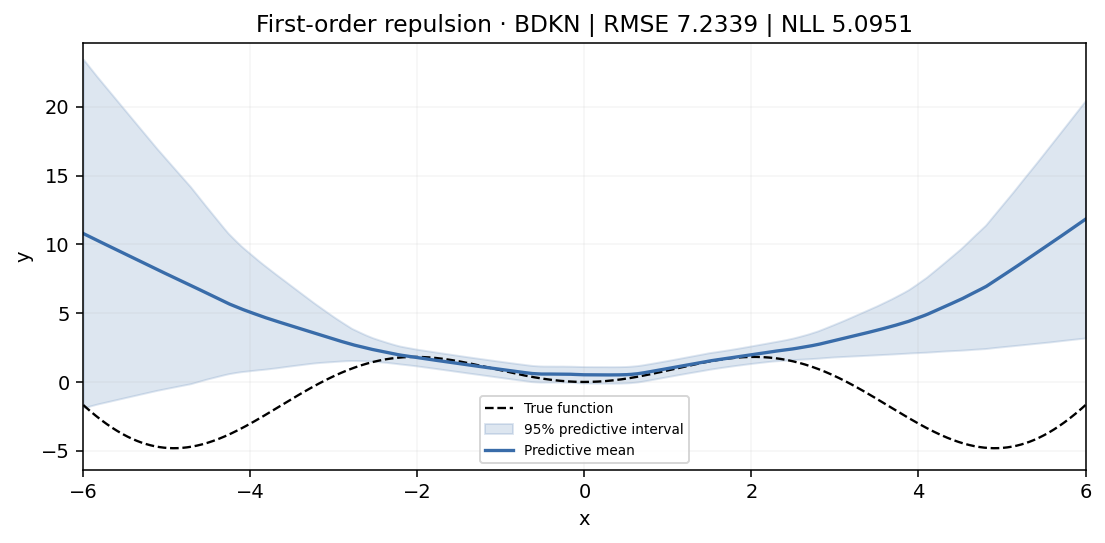 First-order repulsion · BDKN | RMSE 7.2339 | NLL 5.0951
y
20
15
10
5
0
−5
True function
95% predictive interval
Predictive mean
−6
−4
−2
0
2
4
6
x